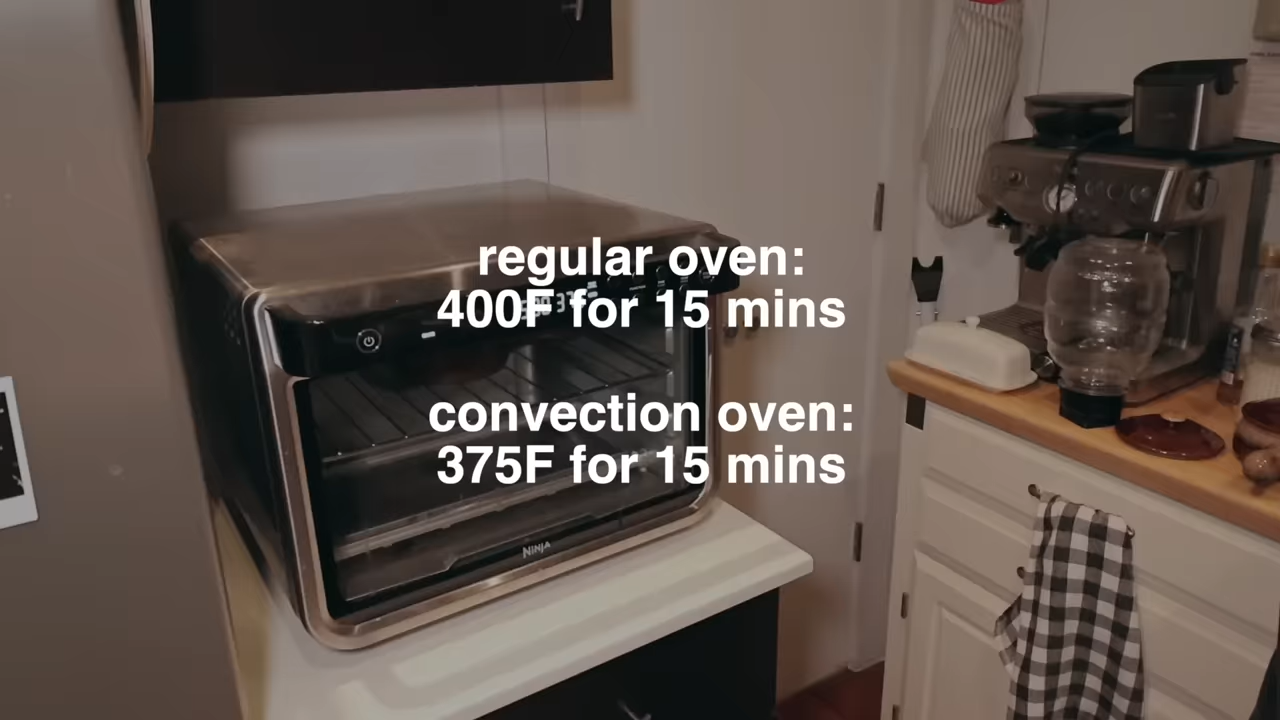 regular oven:
400F for 15 mins
convection oven:
375F for 15 mins
NINJA